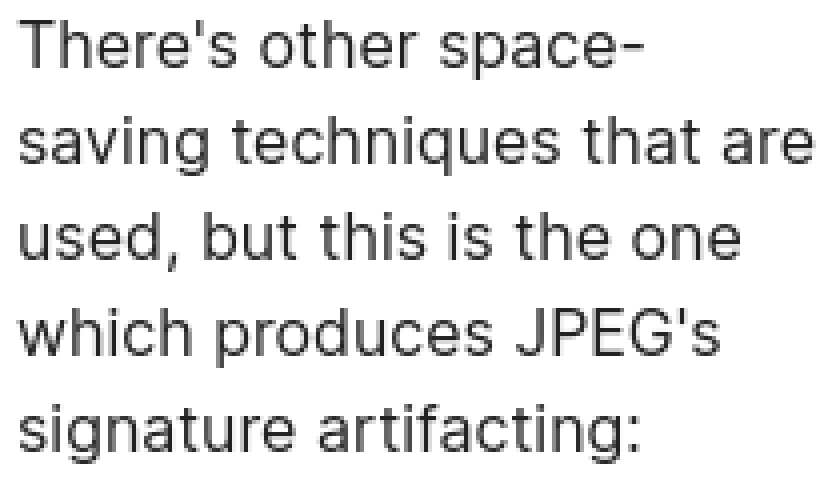 There's other space-
saving techniques that are
used, but this is the one
which produces JPEG's
signature artifacting: